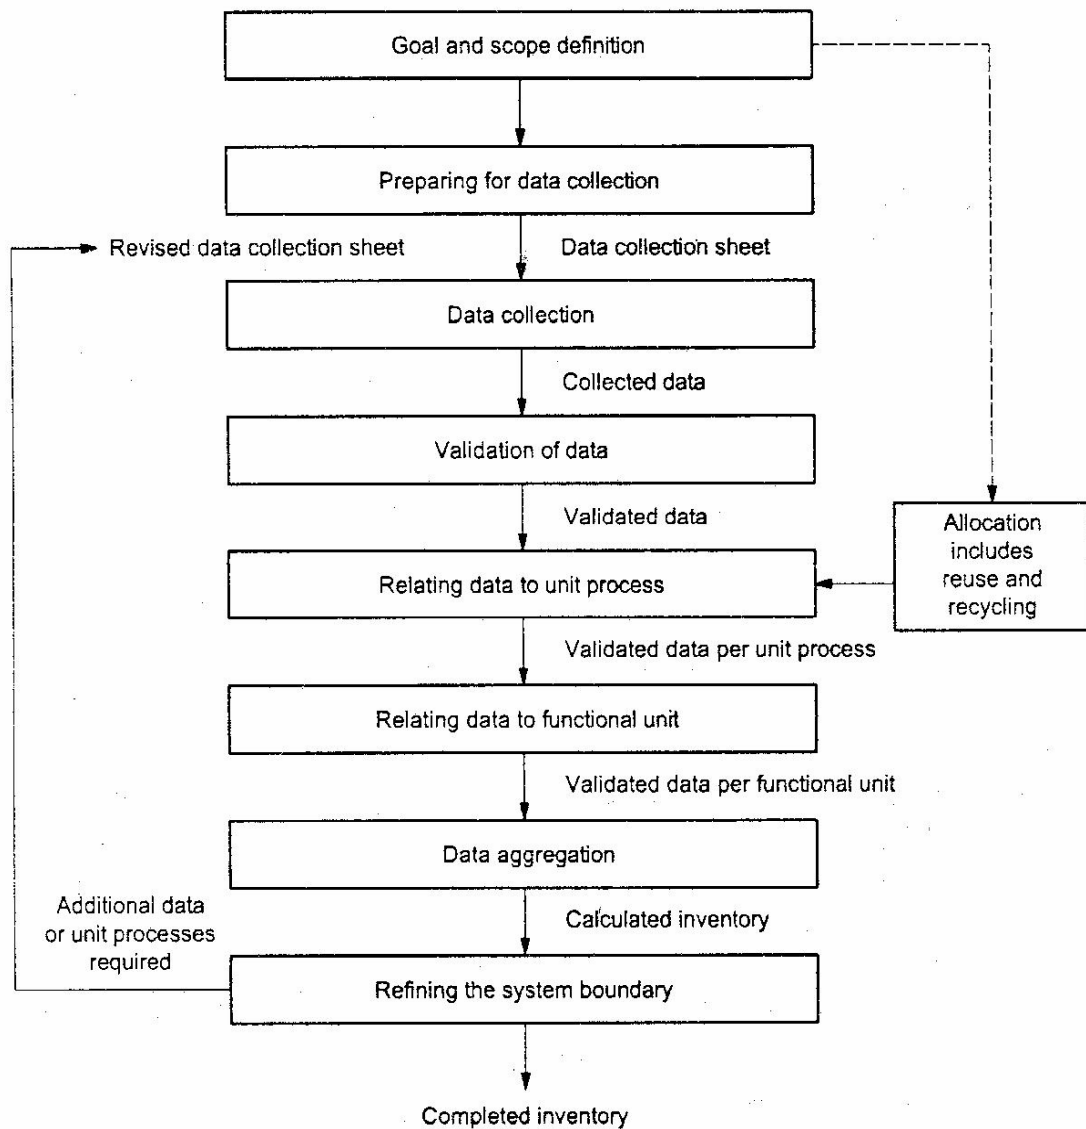 Goal and scope definition
Preparing for data collection
Revised data collection sheet
Data collection sheet
Data collection
Collected data
Validation of data
Validated data
Allocation
includes
reuse and
recycling
Relating data to unit process
Validated data per unit process
Relating data to functional unit
Validated data per functional unit
Data aggregation
Additional data
or unit processes
required
Calculated inventory
Refining the system boundary
Completed inventory